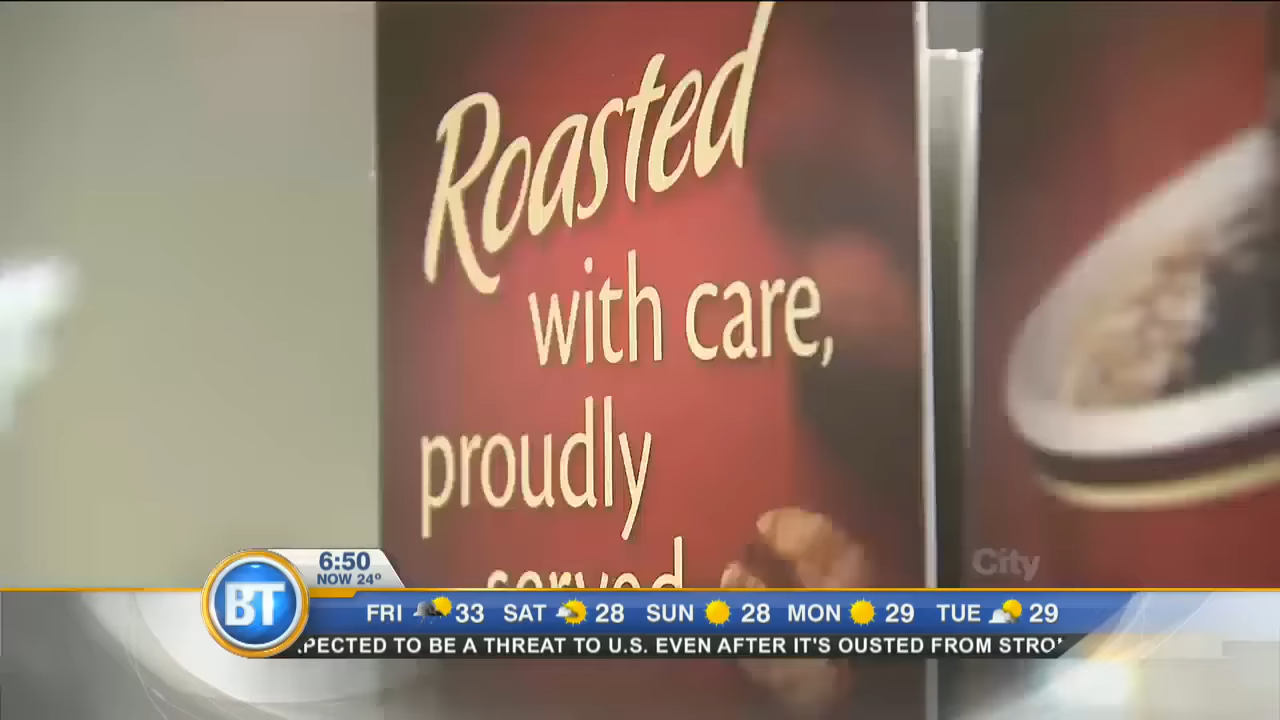 Roasted
with care,
proudly
served
City
6:50
NOW 24°
BT
FRI 33 SAT 28 SUN 28 MON 29 TUE 29
PECTED TO BE A THREAT TO U.S. EVEN AFTER IT'S OUSTED FROM STRO